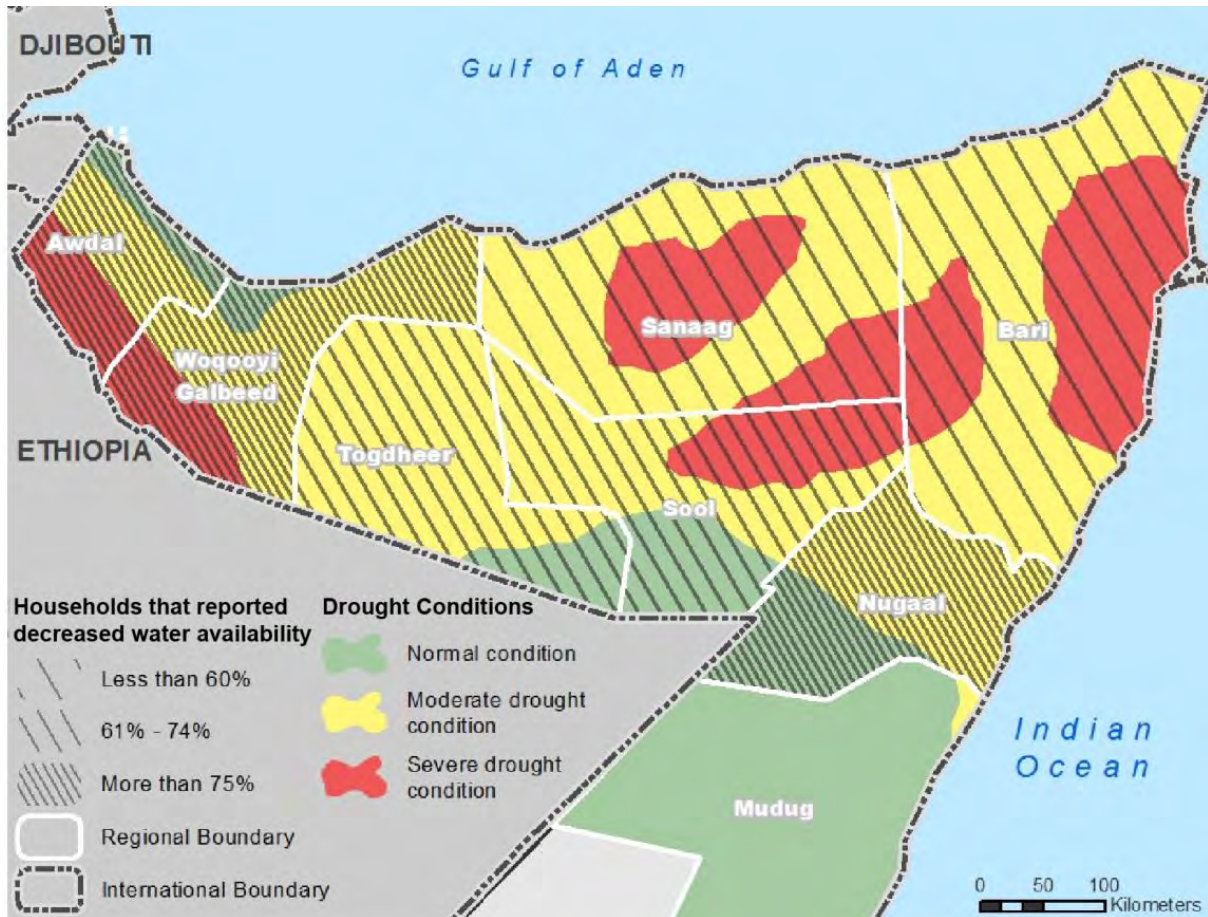 DJIBOUTI
Gulf of Aden
Awdal
Sanaag
Bari
Woqooyi
Galbeed
ETHIOPIA
Togdheer
Sool
Nugaal
Households that reported
decreased water availability
Less than 60%
61% - 74%
More than 75%
Regional Boundary
International Boundary
Drought Conditions
Normal condition
Moderate drought
condition
Severe drought
condition
Indian
Ocean
Mudug
0 50 100
Kilometers